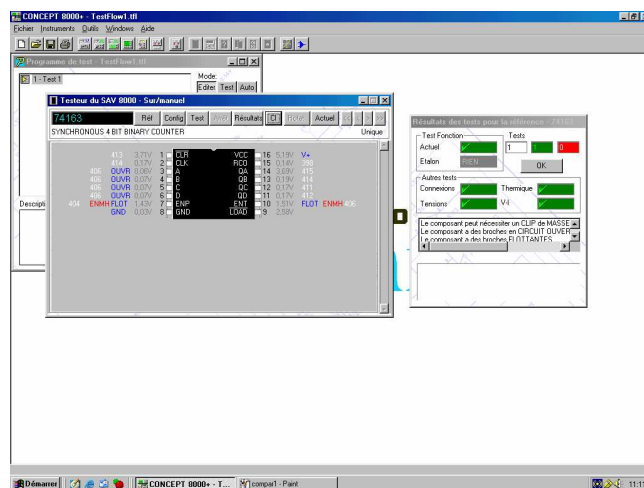 CONCEPT 8000+ - TestFlow1.tfl
Fichier Instruments Outils Windows Aide
Programme de test - TestFlow1.tfl
1 - Test 1
Mode:
Editer Test Auto
Descripti
Testeur du SAV 8000 - Sur/manuel
74163 Réf Config Test Arrêt Résultats CI Roter Actuel << < > >>
SYNCHRONOUS 4 BIT BINARY COUNTER Unique
413 3,71V 1 CLR VCC 16 5,19V V+
414 0,17V 2 CLK RCO 15 0,14V
406 OUVR 0,06V 3 A QA 14 3,69V 415
406 OUVR 0,07V 4 B QB 13 0,19V 414
406 OUVR 0,07V 5 C QC 12 0,17V 411
406 OUVR 0,07V 6 D QD 11 0,17V 412
404 ENMH FLOT 1,43V 7 ENP ENT 10 1,51V FLOT ENMH 406
GND 0,03V 8 GND LOAD 9 2,58V
Résultats des tests pour la référence - 74163
Test Fonction
Tests
Actuel
1 1 0
Etalon RIEN
OK
Autres tests
Connexions Thermique
Tensions V-I
Le composant peut nécessiter un CLIP de MASSE
Le composant a des broches en CIRCUIT OUVER
Le composant a des broches FLOTTANTES
Démarrer CONCEPT 8000+ - T... compar1 - Paint 11:1